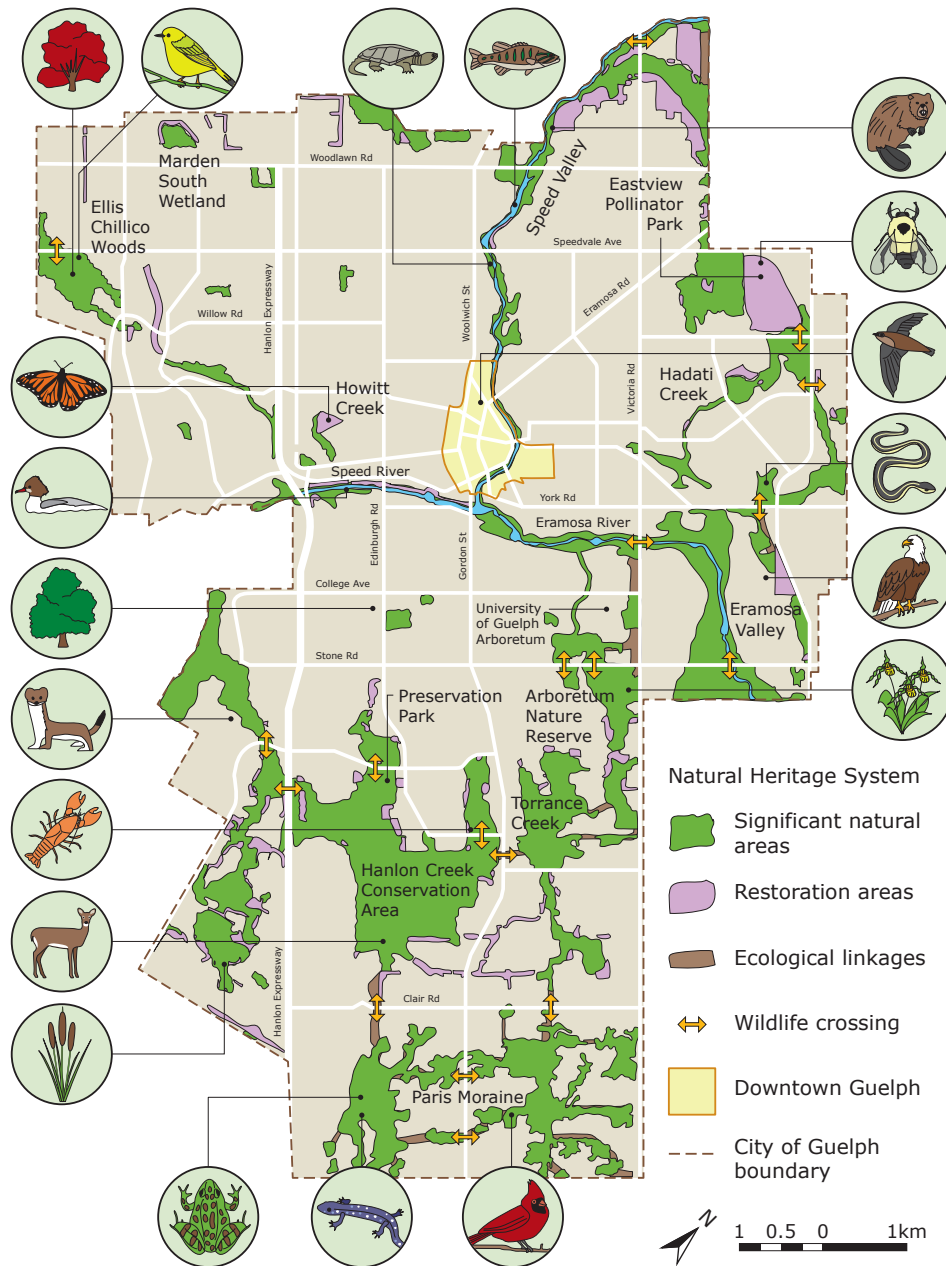 Marden
South
Wetland
Woodlawn Rd
Ellis
Chillico
Woods
Speed Valley
Eastview
Pollinator
Park
Speedvale Ave
Hanlon Expressway
Willow Rd
Woolwich St
Eramosa Rd
Victoria Rd
Howitt
Creek
Hadati
Creek
Speed River
York Rd
Eramosa River
Edinburgh Rd
Gordon St
College Ave
University
of Guelph
Arboretum
Eramosa
Valley
Stone Rd
Preservation
Park
Arboretum
Nature
Reserve
Torrance
Creek
Hanlon Creek
Conservation
Area
Hanlon Expressway
Clair Rd
Paris Moraine
Natural Heritage System
Significant natural
areas
Restoration areas
Ecological linkages
Wildlife crossing
Downtown Guelph
City of Guelph
boundary
N
1 0.5 0 1km